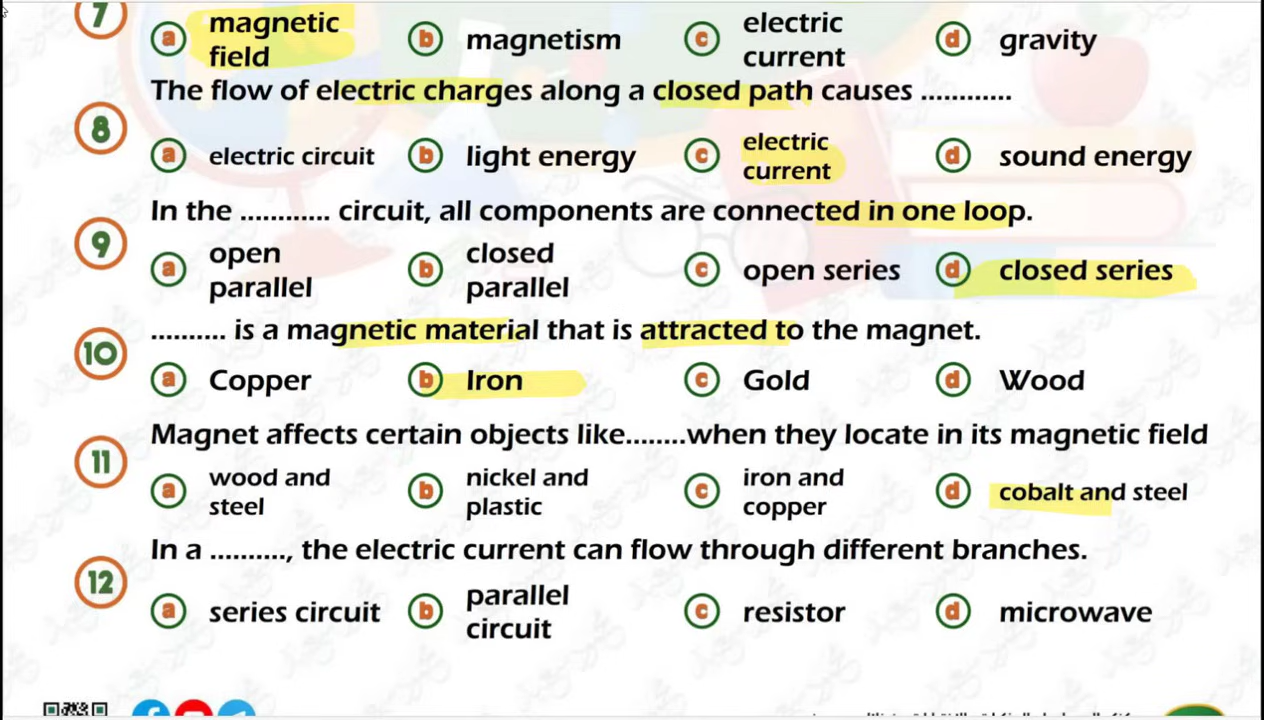 7
a magnetic field b magnetism c electric current d gravity
8 The flow of electric charges along a closed path causes ............
a electric circuit b light energy c electric current d sound energy
9 In the ............ circuit, all components are connected in one loop.
a open parallel b closed parallel c open series d closed series
10 .......... is a magnetic material that is attracted to the magnet.
a Copper b Iron c Gold d Wood
11 Magnet affects certain objects like........when they locate in its magnetic field
a wood and steel b nickel and plastic c iron and copper d cobalt and steel
12 In a .........., the electric current can flow through different branches.
a series circuit b parallel circuit c resistor d microwave